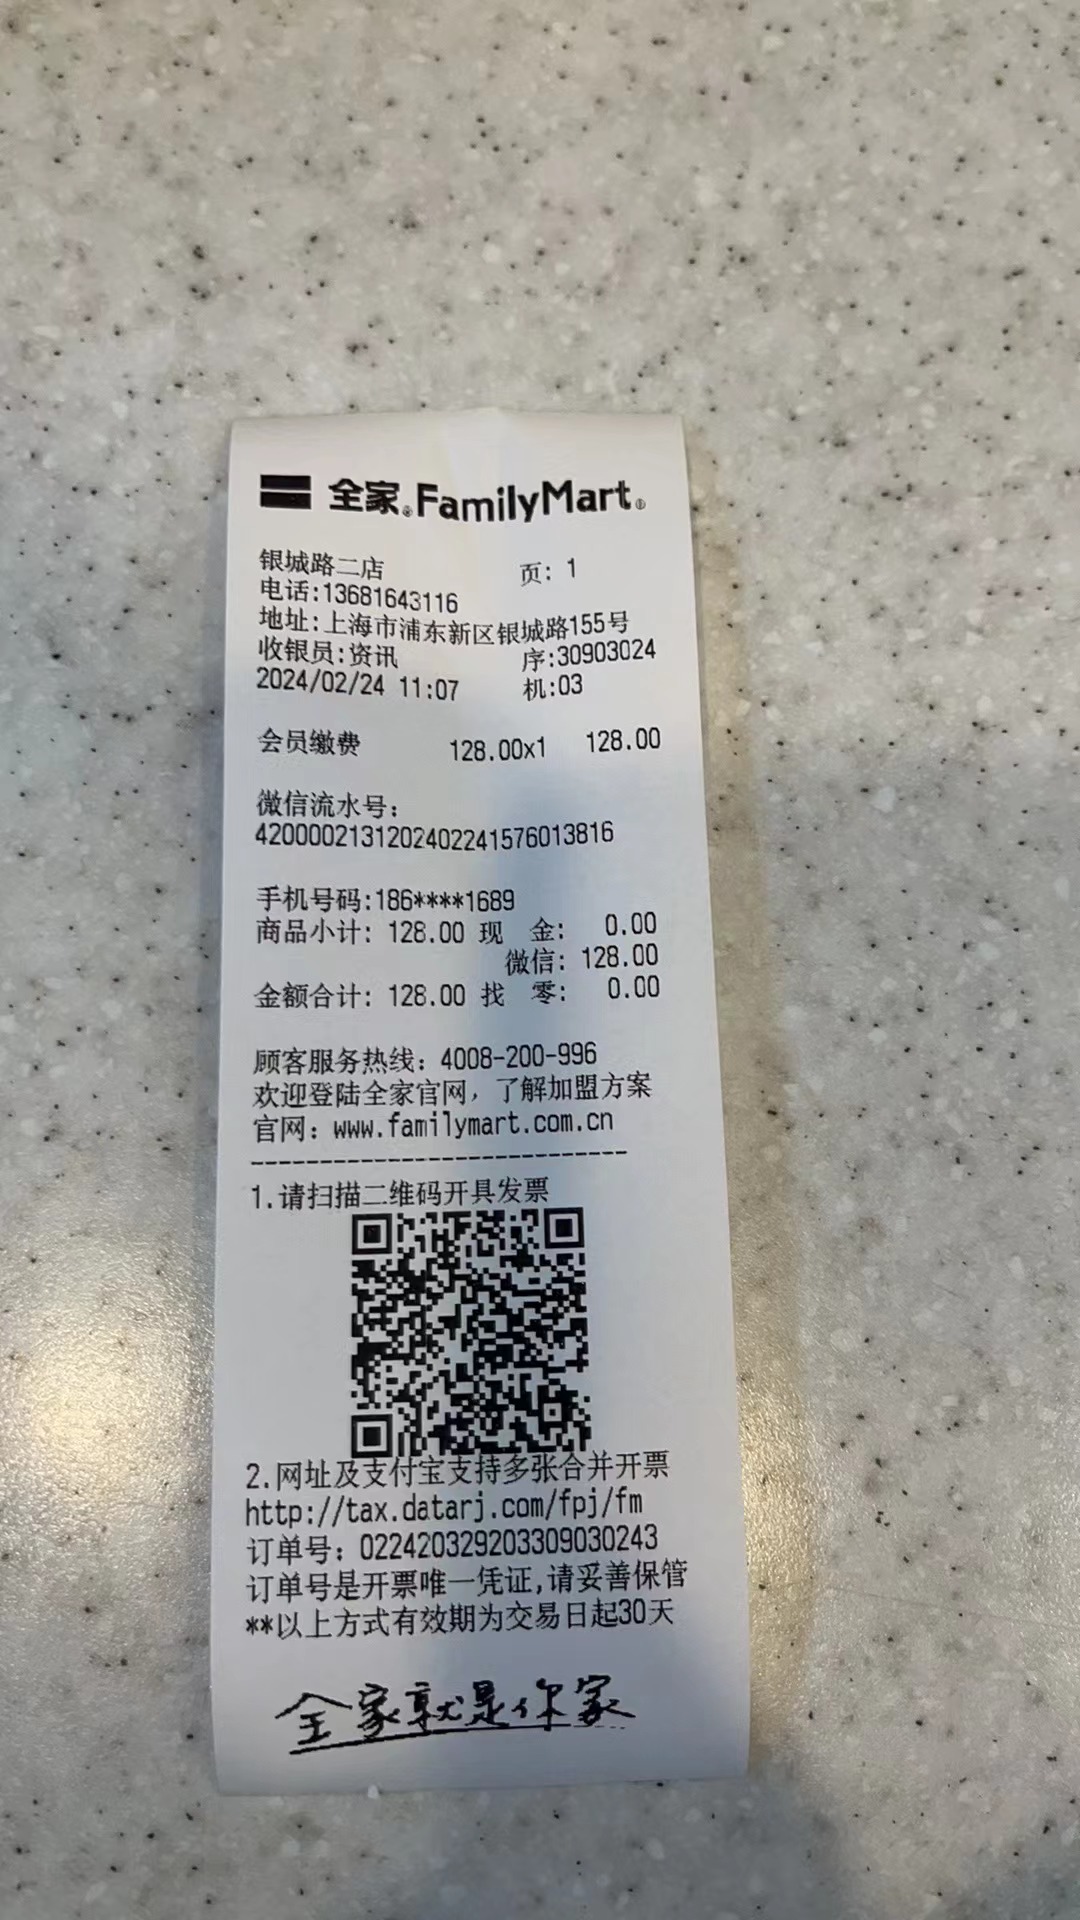 全家 FamilyMart
银城路二店 页: 1
电话:13681643116
地址:上海市浦东新区银城路155号
收银员:资讯 序:30903024
2024/02/24 11:07 机:03
会员缴费 128.00x1 128.00
微信流水号:
4200002131202402241576013816
手机号码:186****1689
商品小计: 128.00 现 金: 0.00
微信: 128.00
金额合计: 128.00 找 零: 0.00
顾客服务热线: 4008-200-996
欢迎登陆全家官网, 了解加盟方案
官网: www.familymart.com.cn
---------------------------
1.请扫描二维码开具发票
2.网址及支付宝支持多张合并开票
http://tax.datarj.com/fpj/fm
订单号: 022420329203309030243
订单号是开票唯一凭证,请妥善保管
**以上方式有效期为交易日起30天
全家就是你家